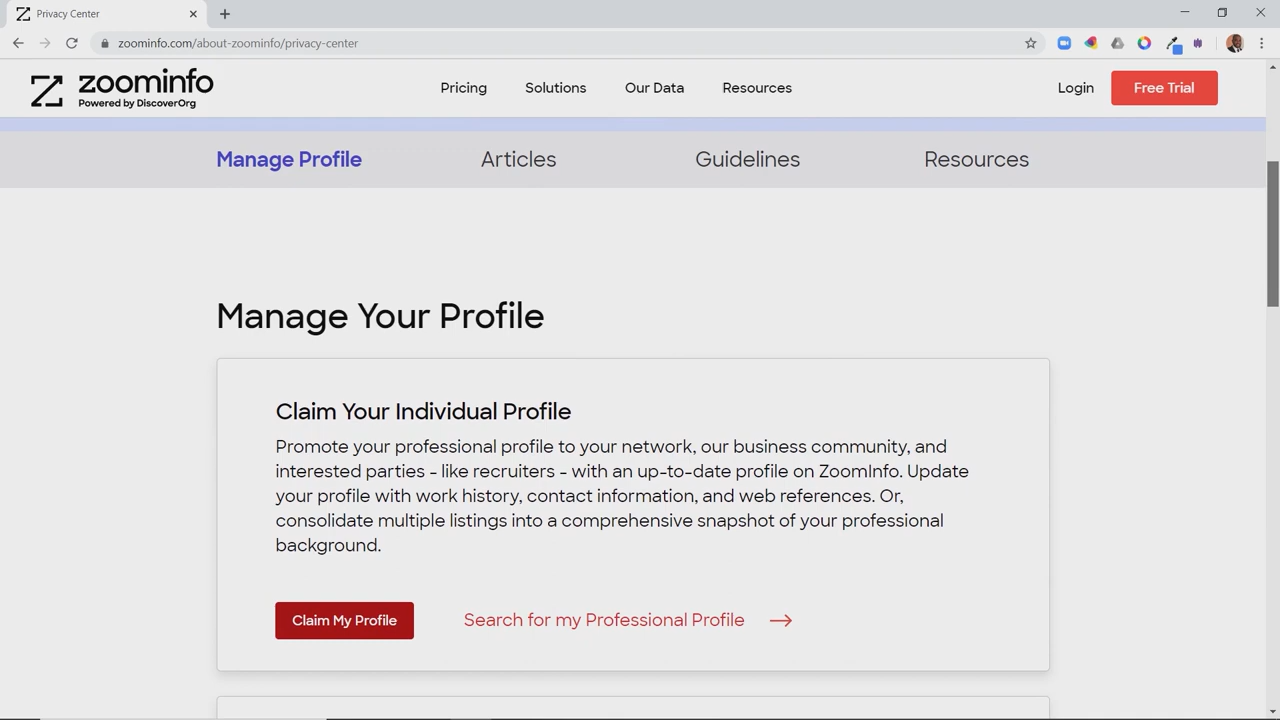 Privacy Center
zoominfo.com/about-zoominfo/privacy-center
zoominfo
Powered by DiscoverOrg
Pricing
Solutions
Our Data
Resources
Login
Free Trial
Manage Profile
Articles
Guidelines
Resources
Manage Your Profile
Claim Your Individual Profile
Promote your professional profile to your network, our business community, and
interested parties - like recruiters - with an up-to-date profile on ZoomInfo. Update
your profile with work history, contact information, and web references. Or,
consolidate multiple listings into a comprehensive snapshot of your professional
background.
Claim My Profile
Search for my Professional Profile